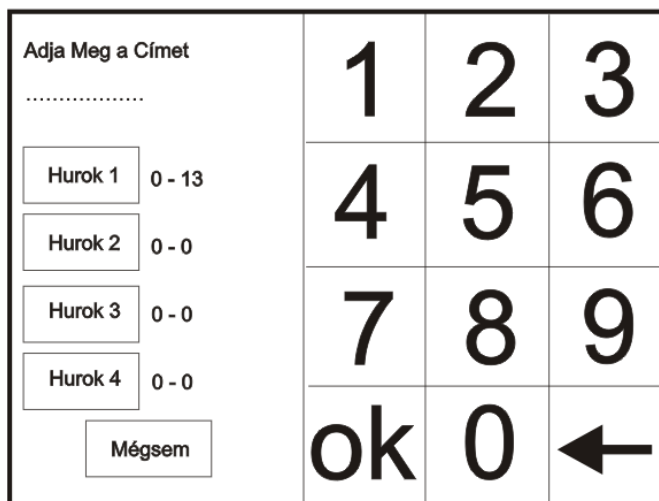 Adja Meg a Címet
..................
Hurok 1 0 - 13
Hurok 2 0 - 0
Hurok 3 0 - 0
Hurok 4 0 - 0
Mégsem
1 2 3
4 5 6
7 8 9
ok 0